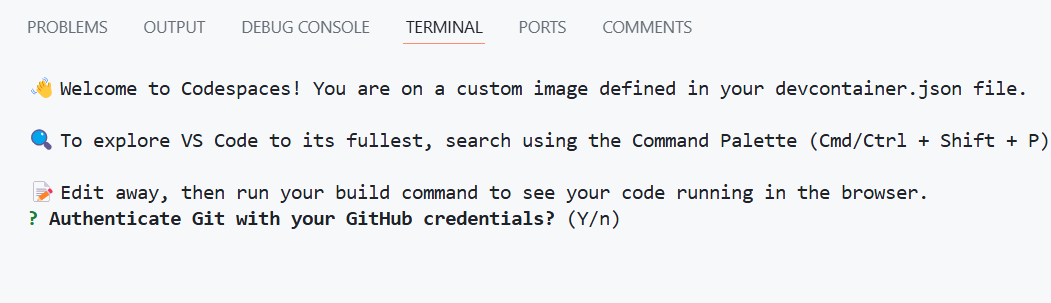 PROBLEMS OUTPUT DEBUG CONSOLE TERMINAL PORTS COMMENTS
👋 Welcome to Codespaces! You are on a custom image defined in your devcontainer.json file.
🔍 To explore VS Code to its fullest, search using the Command Palette (Cmd/Ctrl + Shift + P)
📝 Edit away, then run your build command to see your code running in the browser.
? Authenticate Git with your GitHub credentials? (Y/n)